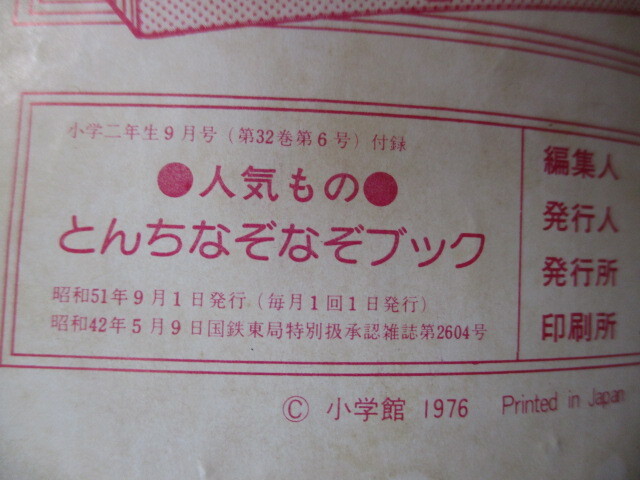 小学二年生9月号(第32巻第6号)付録
●人気もの●
とんちなぞなぞブック
昭和51年9月1日発行(毎月1回1日発行)
昭和42年5月9日国鉄東局特別扱承認雑誌第2604号
編集人
発行人
発行所
印刷所
© 小学館 1976 Printed in Japan